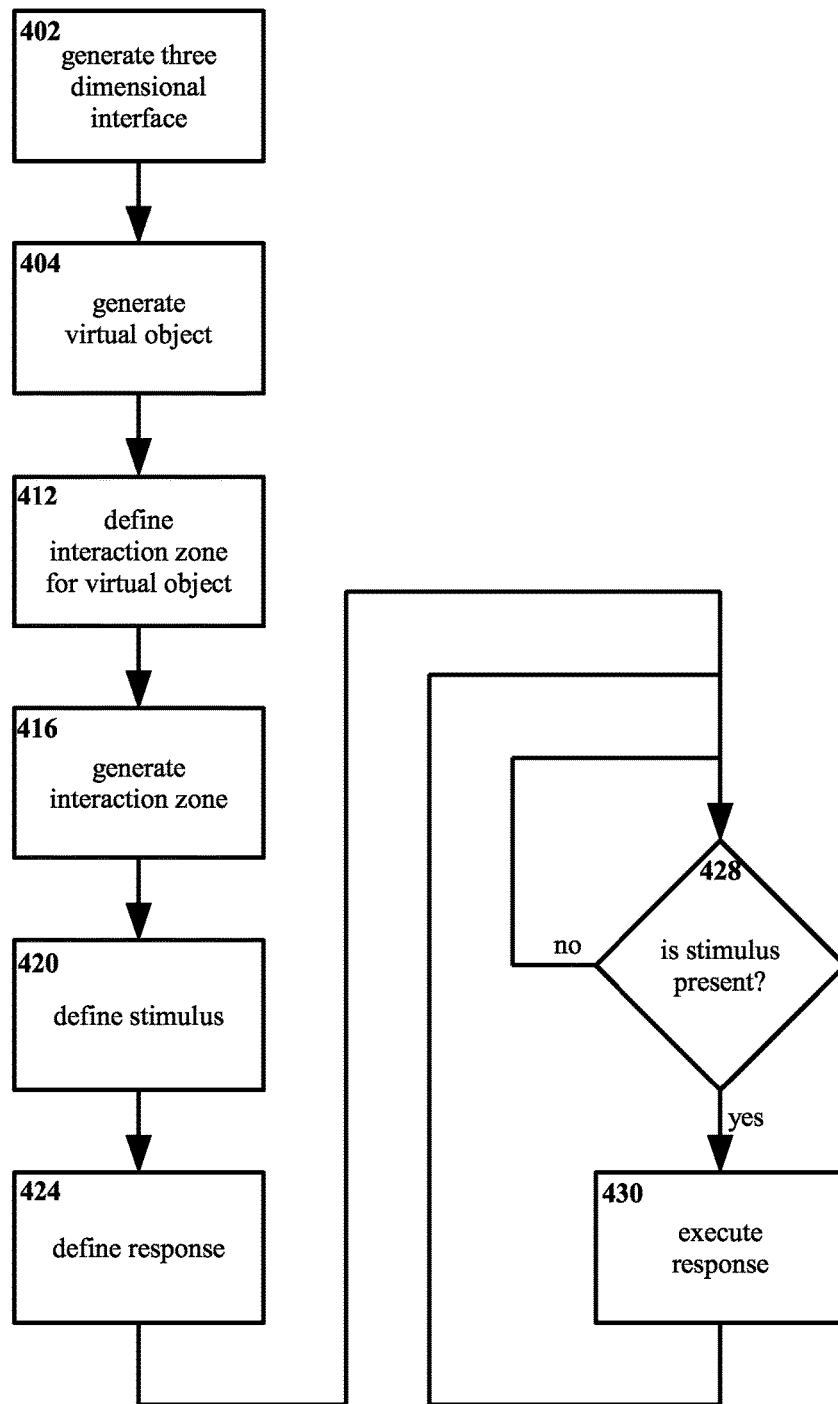 402
generate three
dimensional
interface
404
generate
virtual object
412
define
interaction zone
for virtual object
416
generate
interaction zone
420
define stimulus
424
define response
428
is stimulus
present?
no
yes
430
execute
response